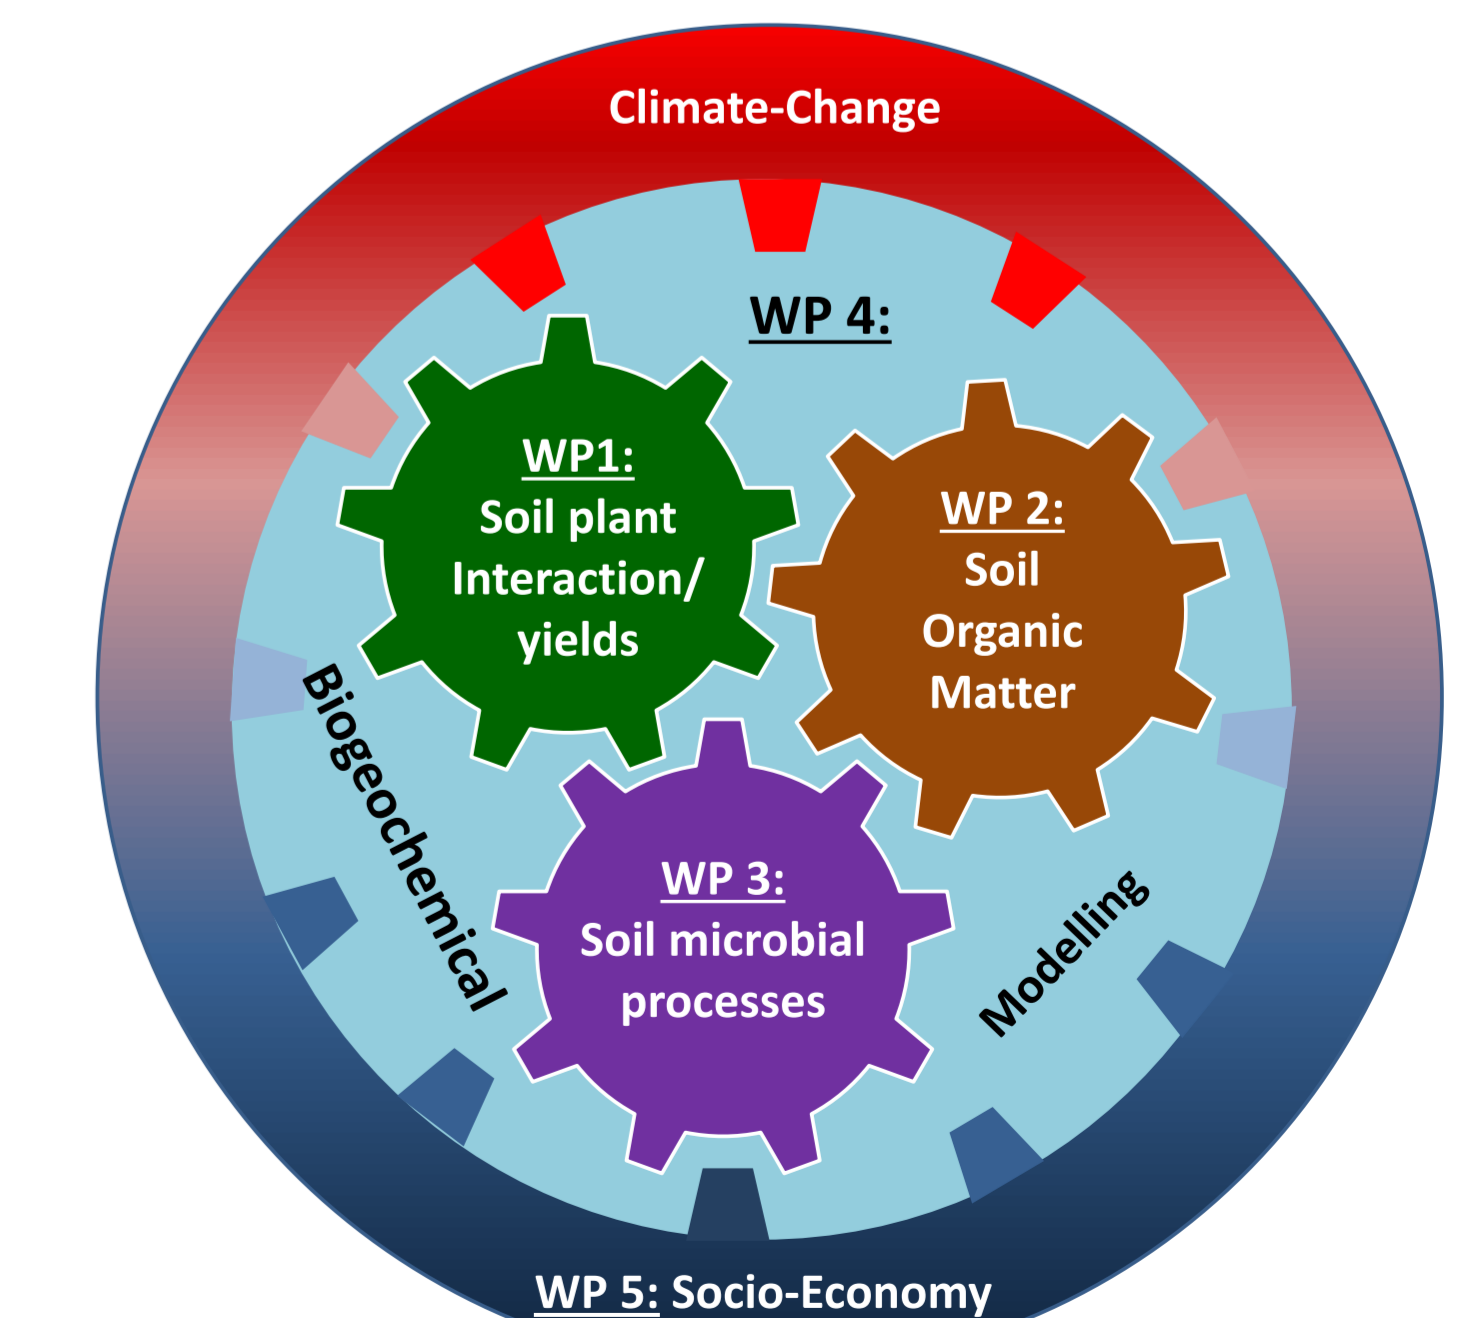 Climate-Change
WP 4:
WP1:
Soil plant
Interaction/
yields
WP 2:
Soil
Organic
Matter
Biogeochemical
Modelling
WP 3:
Soil microbial
processes
WP 5: Socio-Economy